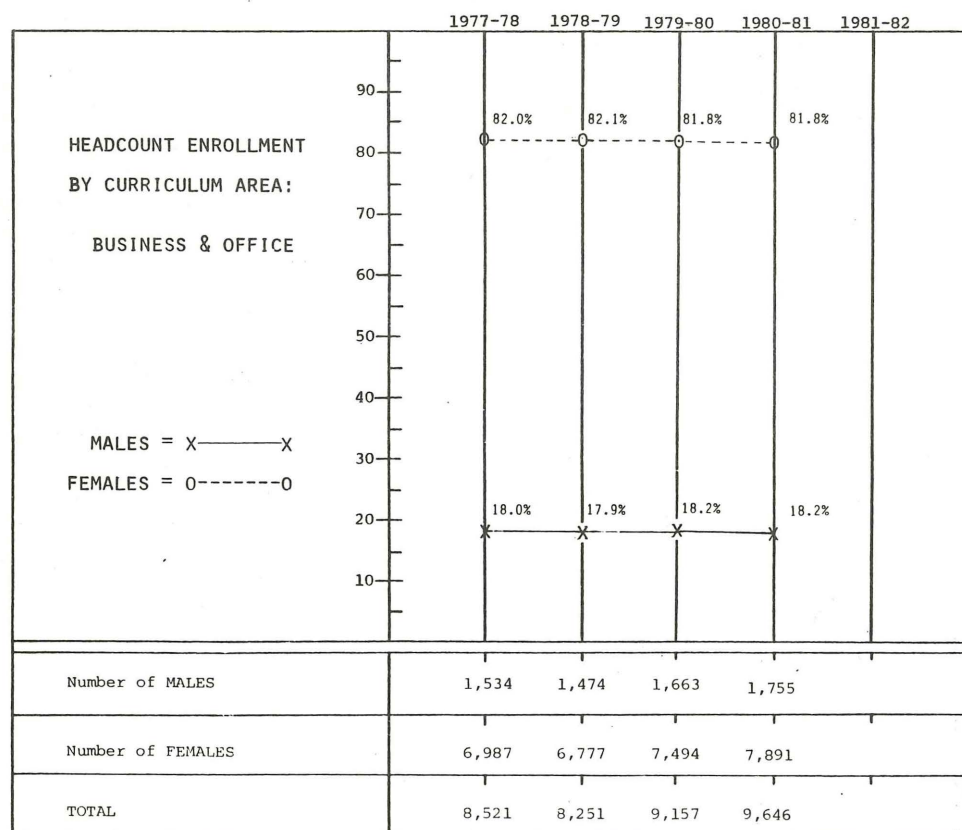 1977-78 1978-79 1979-80 1980-81 1981-82
90
82.0% 82.1% 81.8% 81.8%
HEADCOUNT ENROLLMENT
80
BY CURRICULUM AREA:
70
BUSINESS & OFFICE
60
50
40
MALES = X———X
30
FEMALES = O-------O
18.0% 17.9% 18.2% 18.2%
20
10
Number of MALES 1,534 1,474 1,663 1,755
Number of FEMALES 6,987 6,777 7,494 7,891
TOTAL 8,521 8,251 9,157 9,646